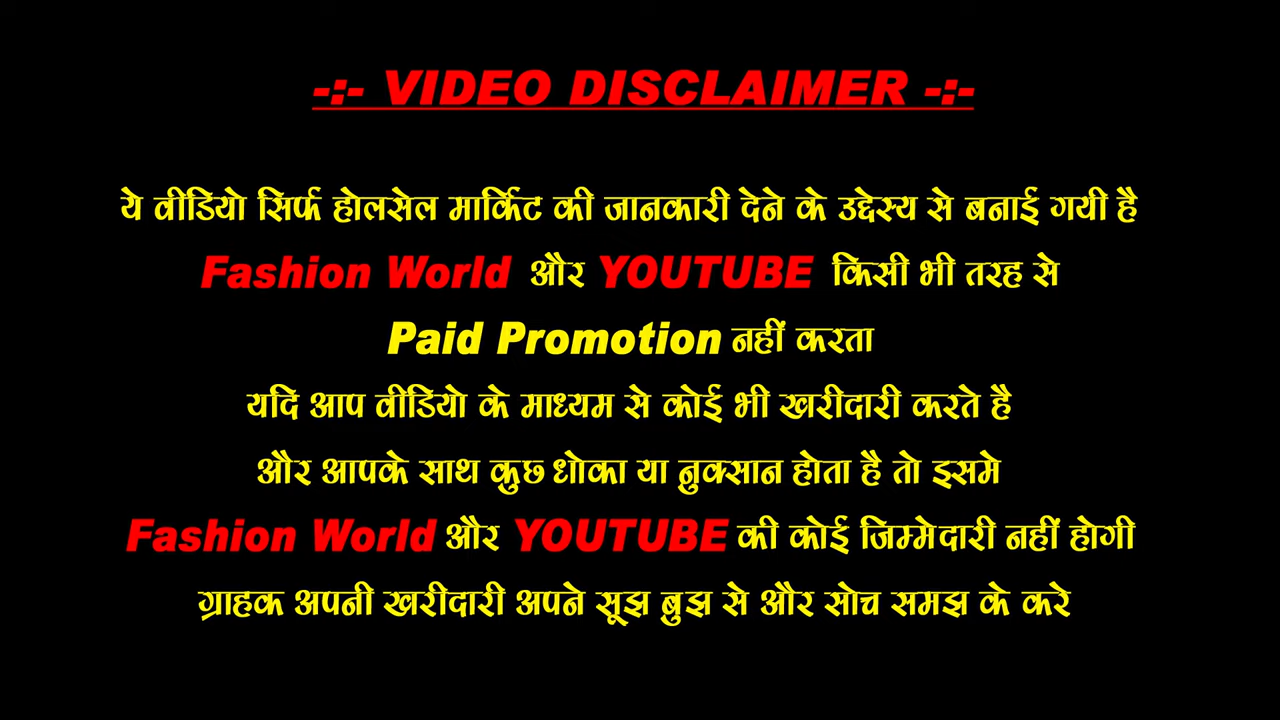 -:- VIDEO DISCLAIMER -:-
ये वीडियो सिर्फ होलसेल मार्किट की जानकारी देने के उद्देस्य से बनाई गयी है
Fashion World और YOUTUBE किसी भी तरह से
Paid Promotion नहीं करता
यदि आप वीडियो के माध्यम से कोई भी खरीदारी करते है
और आपके साथ कुछ धोका या नुक्सान होता है तो इसमे
Fashion World और YOUTUBE की कोई जिम्मेदारी नहीं होगी
ग्राहक अपनी खरीदारी अपने सूझ बुझ से और सोच समझ के करे